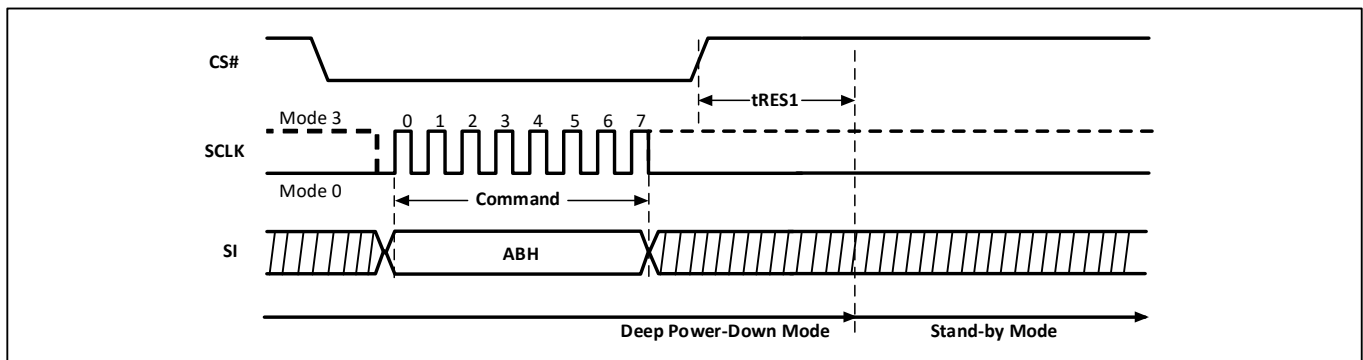 CS#
tRES1
Mode 3
0 1 2 3 4 5 6 7
SCLK
Mode 0
Command
SI
ABH
Deep Power-Down Mode
Stand-by Mode